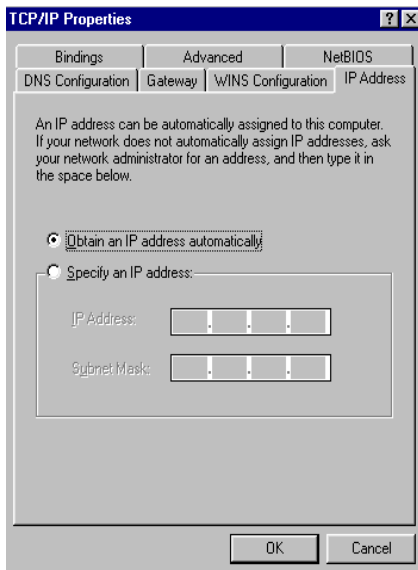 TCP/IP Properties
? X
Bindings Advanced NetBIOS
DNS Configuration Gateway WINS Configuration IP Address
An IP address can be automatically assigned to this computer.
If your network does not automatically assign IP addresses, ask
your network administrator for an address, and then type it in
the space below.
Obtain an IP address automatically
Specify an IP address:
IP Address:
. . .
Subnet Mask:
. . .
OK Cancel